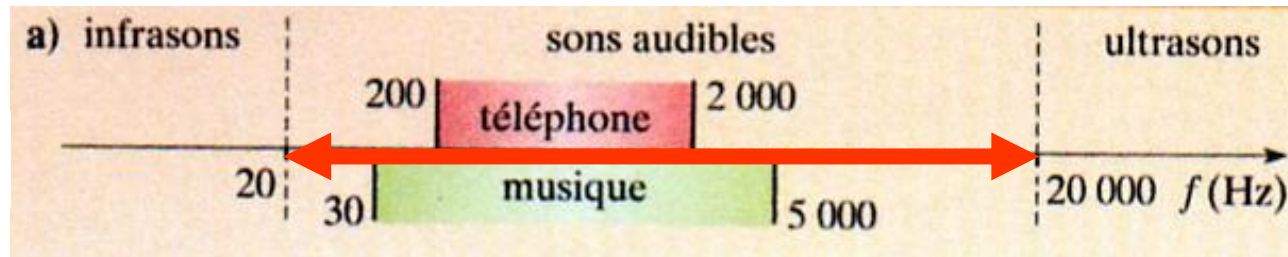 a) infrasons sons audibles ultrasons
200 téléphone 2 000
20 30 musique 5 000 20 000 f (Hz)